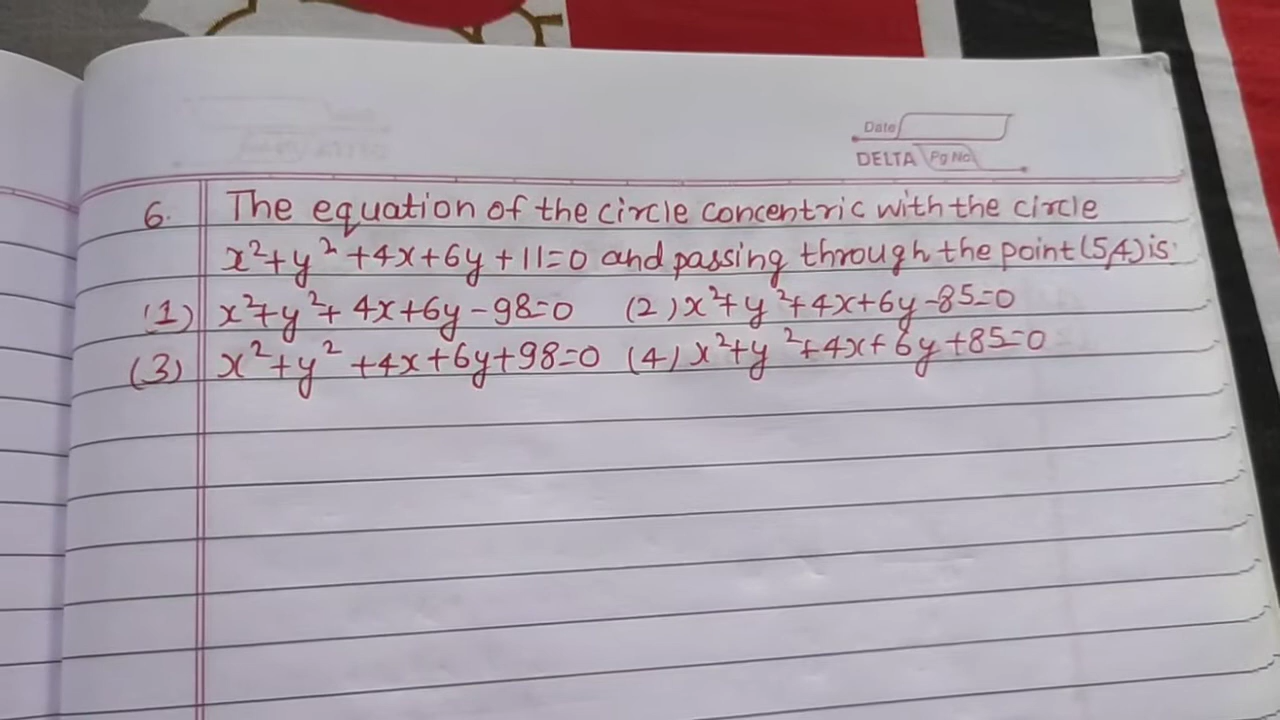 Date
DELTA Pg No
6. The equation of the circle concentric with the circle
x²+y²+4x+6y+11=0 and passing through the point (5,4) is
(1) x²+y²+4x+6y-98=0 (2) x²+y²+4x+6y-85=0
(3) x²+y²+4x+6y+98=0 (4) x²+y²+4x+6y+85=0